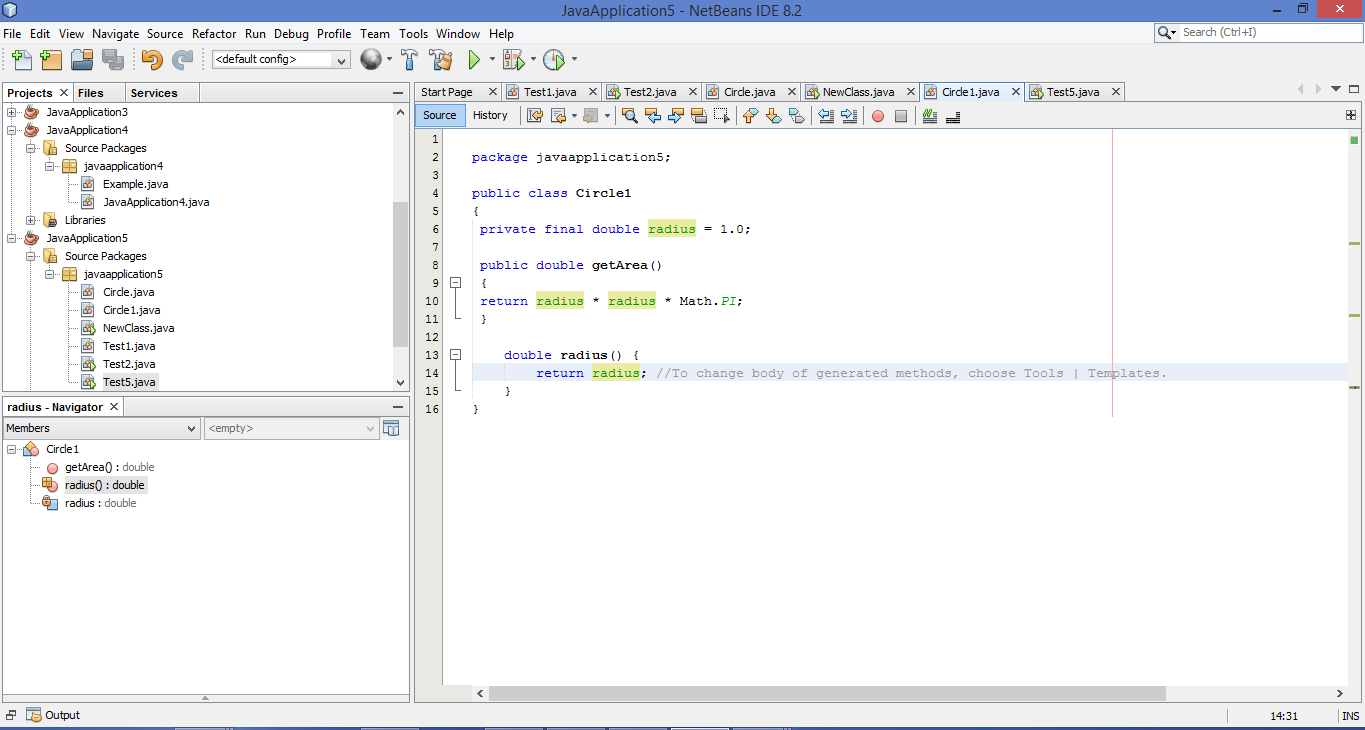 JavaApplication5 - NetBeans IDE 8.2
File Edit View Navigate Source Refactor Run Debug Profile Team Tools Window Help
Search (Ctrl+I)
<default config>
Projects Files Services
JavaApplication3
JavaApplication4
Source Packages
javaapplication4
Example.java
JavaApplication4.java
Libraries
JavaApplication5
Source Packages
javaapplication5
Circle.java
Circle1.java
NewClass.java
Test1.java
Test2.java
Test5.java
radius - Navigator
Members <empty>
Circle1
getArea() : double
radius() : double
radius : double
Start Page Test1.java Test2.java Circle.java NewClass.java Circle1.java Test5.java
Source History
1
2 package javaapplication5;
3
4 public class Circle1
5 {
6 private final double radius = 1.0;
7
8 public double getArea()
9 {
10 return radius * radius * Math.PI;
11 }
12
13 double radius() {
14 return radius; //To change body of generated methods, choose Tools | Templates.
15 }
16 }
Output
14:31 INS